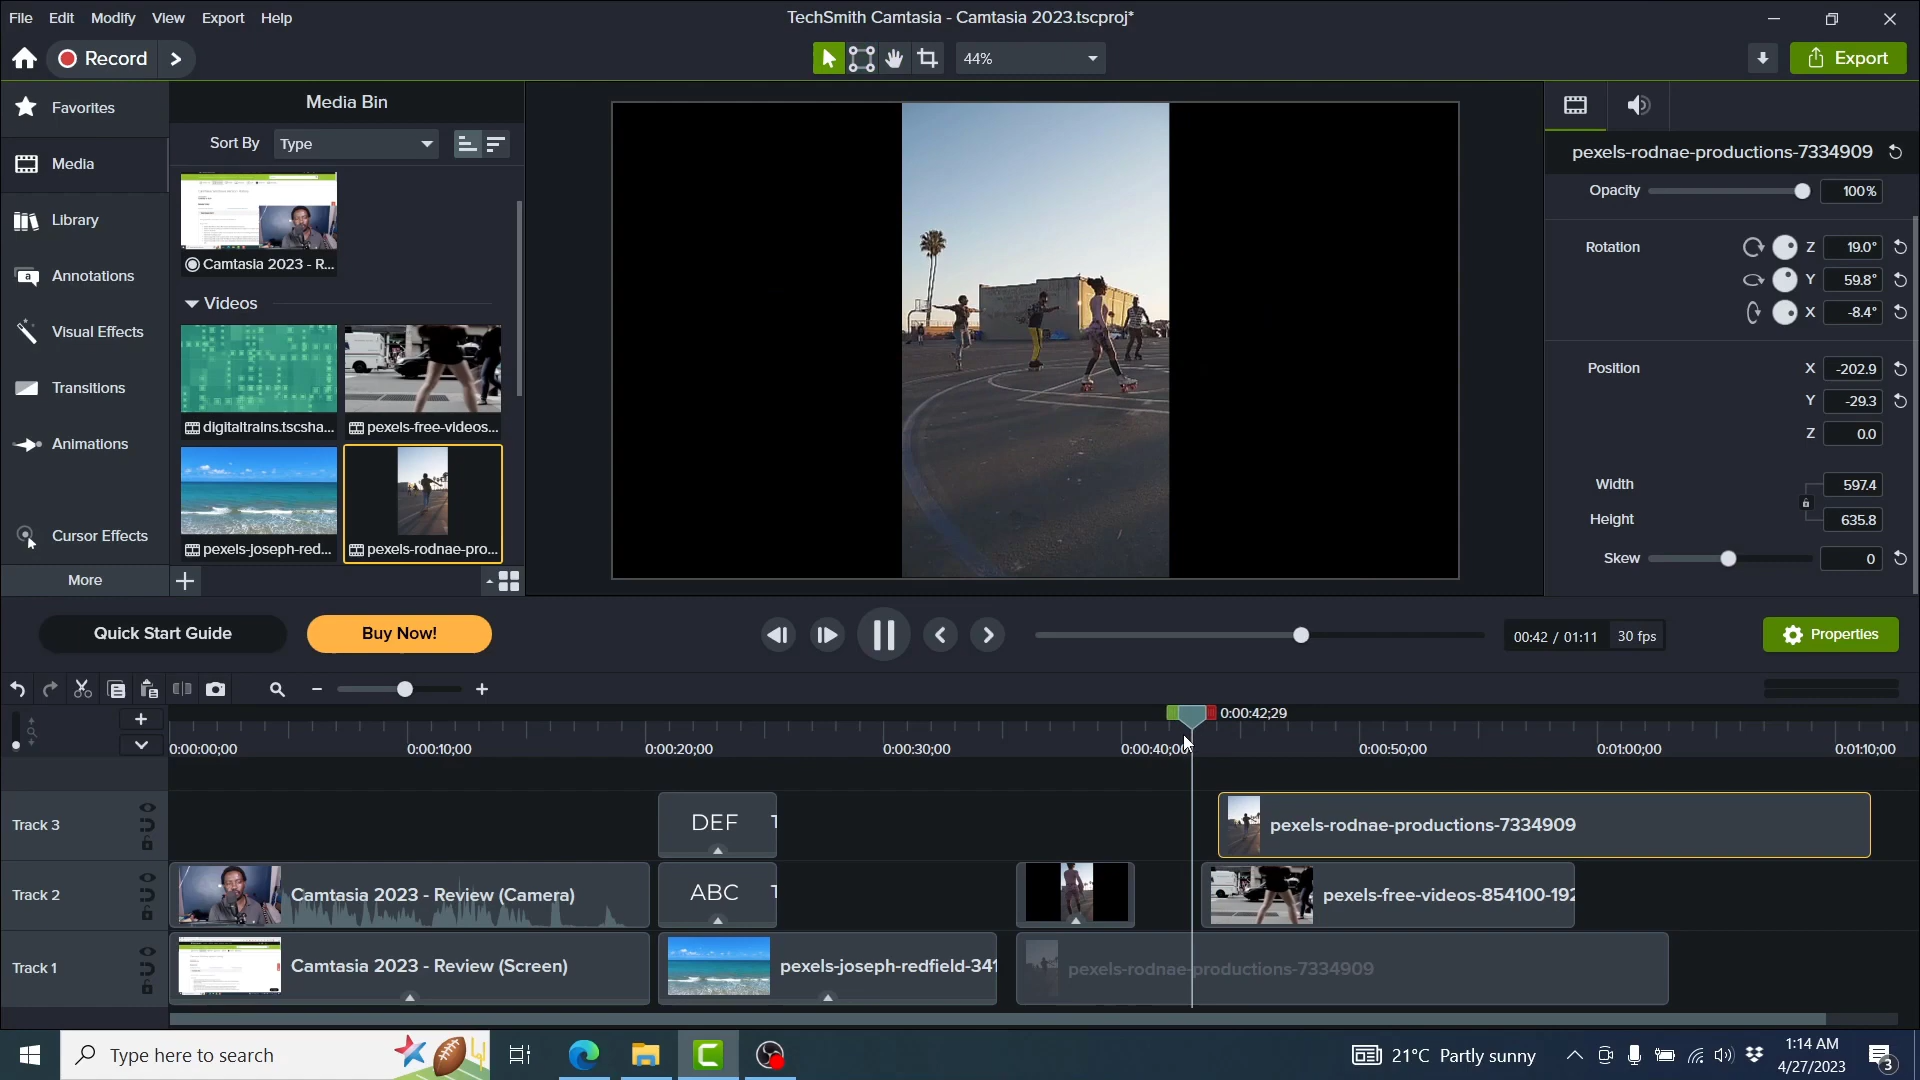 File Edit Modify View Export Help
TechSmith Camtasia - Camtasia 2023.tscproj*
Record
44%
Export
Favorites
Media
Library
Annotations
Visual Effects
Transitions
Animations
Cursor Effects
More
Media Bin
Sort By Type
Camtasia 2023 - R...
Videos
digitaltrains.tscsha... pexels-free-videos...
pexels-joseph-red... pexels-rodnae-pro...
pexels-rodnae-productions-7334909
Opacity 100%
Rotation Z 19.0°
Y 59.8°
X -8.4°
Position X -202.9
Y -29.3
Z 0.0
Width 597.4
Height 635.8
Skew 0
Quick Start Guide Buy Now!
00:42 / 01:11 30 fps
Properties
0:00:42;29
0:00:00;00 0:00:10;00 0:00:20;00 0:00:30;00 0:00:40;0 0:00:50;00 0:01:00;00 0:01:10;00
Track 3 DEF T pexels-rodnae-productions-7334909
Track 2 Camtasia 2023 - Review (Camera) ABC T pexels-free-videos-854100-192
Track 1 Camtasia 2023 - Review (Screen) pexels-joseph-redfield-341 pexels-rodnae-productions-7334909
Type here to search
21°C Partly sunny
1:14 AM
4/27/2023
3